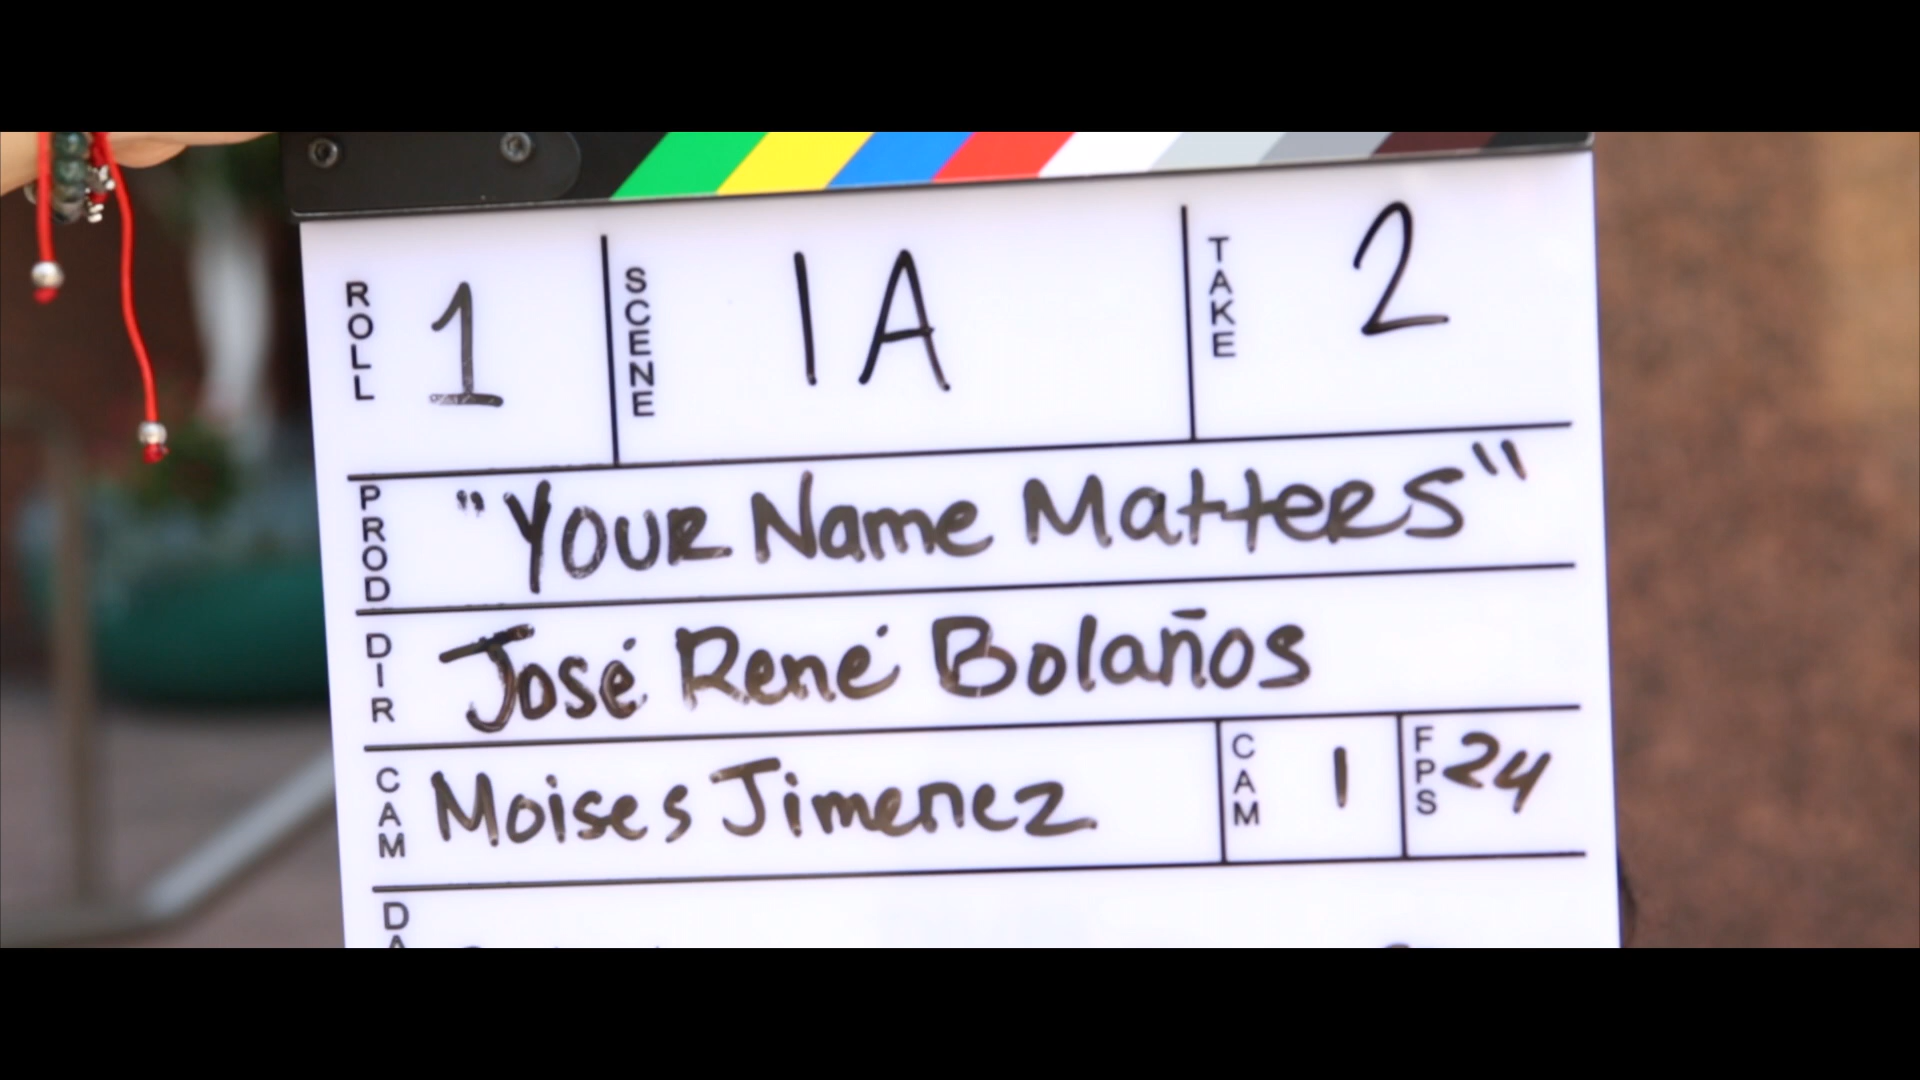 ROLL 1 SCENE 1A TAKE 2
PROD "YOUR Name MatteRS"
DIR José René Bolaños
CAM Moises Jimenez CAM 1 FPS 24